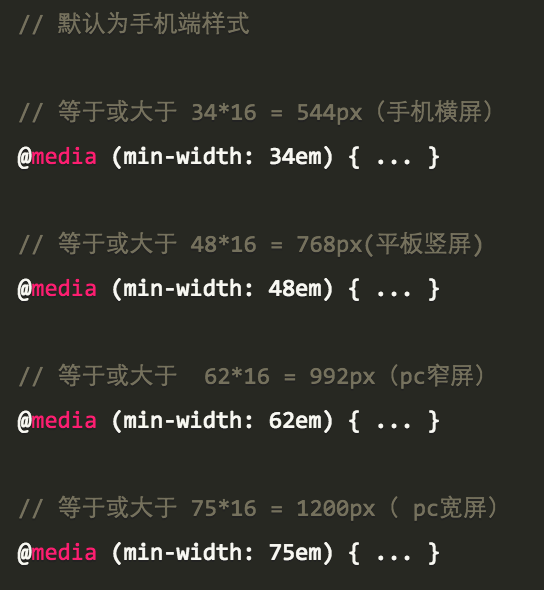 // 默认为手机端样式
// 等于或大于 34*16 = 544px（手机横屏）
@media (min-width: 34em) { ... }
// 等于或大于 48*16 = 768px(平板竖屏)
@media (min-width: 48em) { ... }
// 等于或大于  62*16 = 992px（pc窄屏）
@media (min-width: 62em) { ... }
// 等于或大于 75*16 = 1200px（ pc宽屏）
@media (min-width: 75em) { ... }